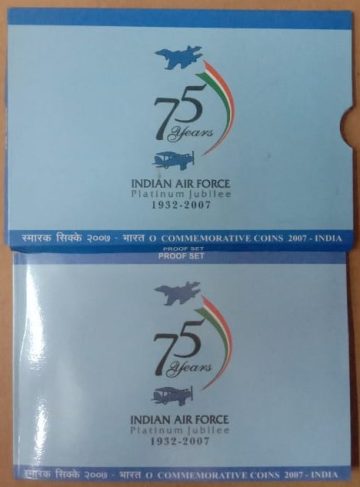 75
Years
INDIAN AIR FORCE
Platinum Jubilee
1932-2007
स्मारक सिक्के २००७ - भारत O COMMEMORATIVE COINS 2007 - INDIA
PROOF SET
PROOF SET
75
Years
INDIAN AIR FORCE
Platinum Jubilee
1932-2007
स्मारक सिक्के २००७ - भारत O COMMEMORATIVE COINS 2007 - INDIA